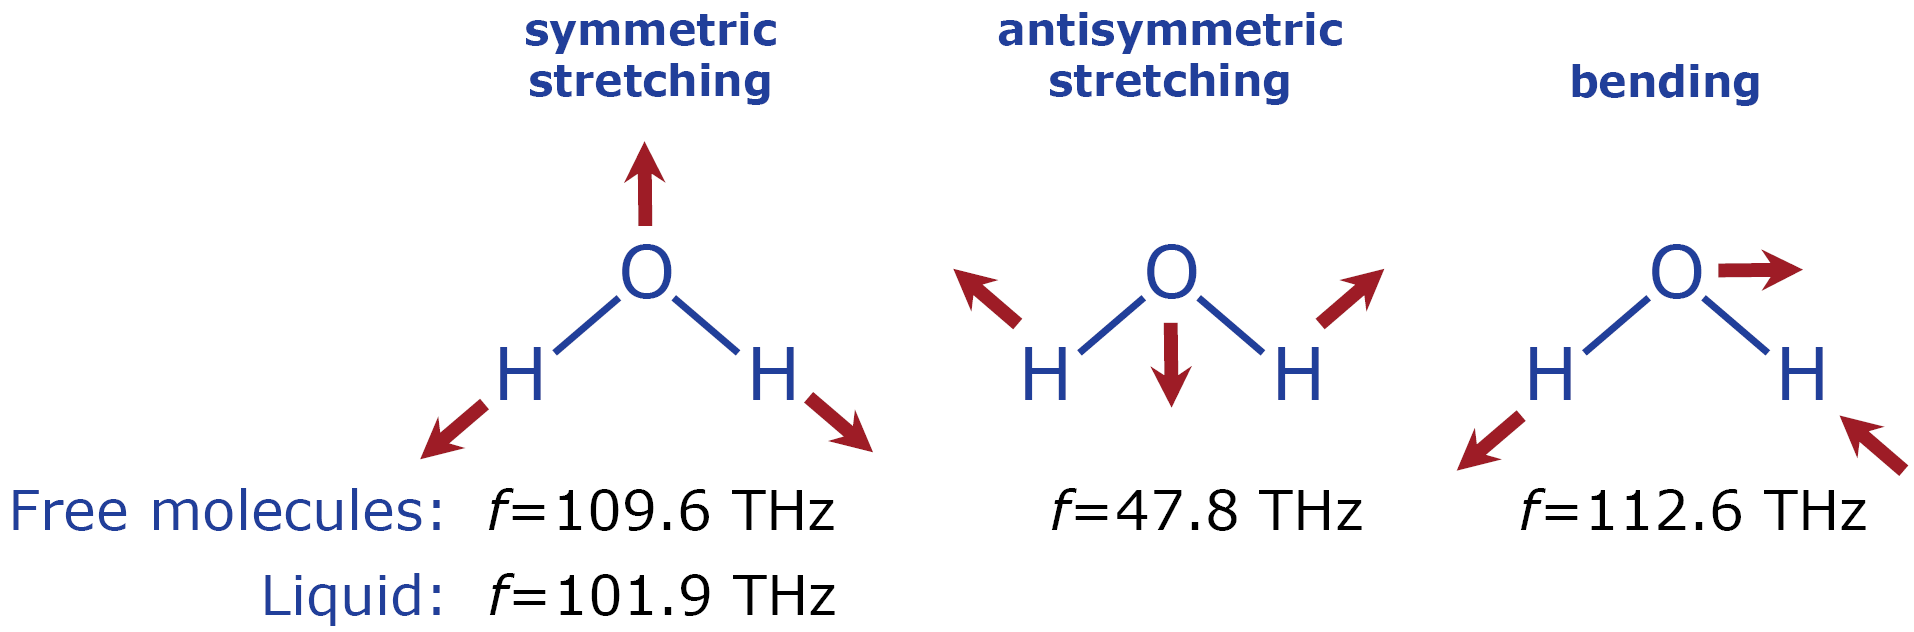 symmetric
stretching
antisymmetric
stretching
bending
O
H H
O
H H
O
H H
Free molecules: f=109.6 THz f=47.8 THz f=112.6 THz
Liquid: f=101.9 THz